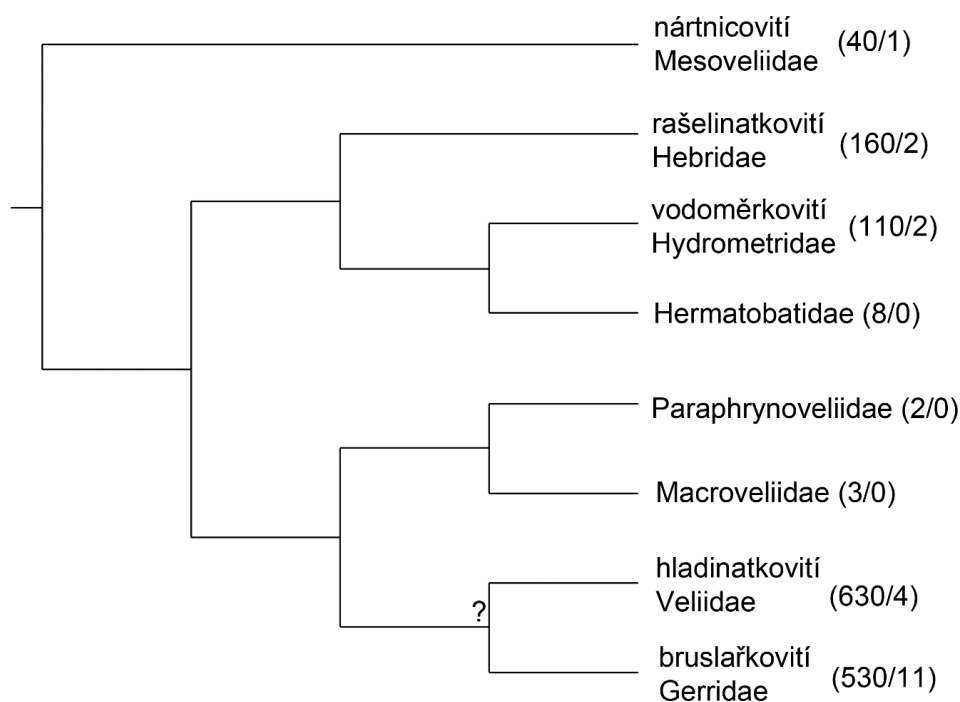 nártnicovití
Mesoveliidae (40/1)
rašelinatkovití
Hebridae (160/2)
vodoměrkovití
Hydrometridae (110/2)
Hermatobatidae (8/0)
Paraphrynoveliidae (2/0)
Macroveliidae (3/0)
hladinatkovití
Veliidae (630/4)
?
bruslařkovití
Gerridae (530/11)